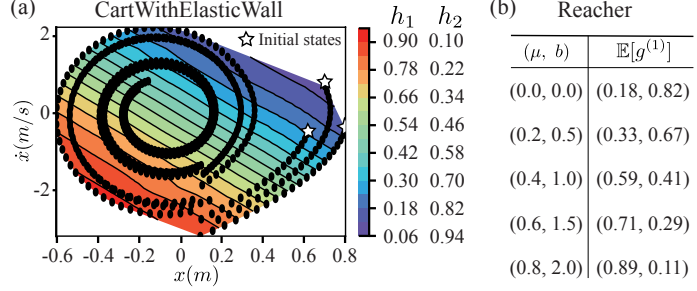 (a) CartWithElasticWall
h₁ h₂
Initial states
2
0
-2
ẋ(m/s)
-0.6 -0.4 -0.2 0 0.2 0.4 0.6 0.8
x(m)
0.90 0.10
0.78 0.22
0.66 0.34
0.54 0.46
0.42 0.58
0.30 0.70
0.18 0.82
0.06 0.94
(b) Reacher
(μ, b) 𝔼[g⁽¹⁾]
(0.0, 0.0) (0.18, 0.82)
(0.2, 0.5) (0.33, 0.67)
(0.4, 1.0) (0.59, 0.41)
(0.6, 1.5) (0.71, 0.29)
(0.8, 2.0) (0.89, 0.11)